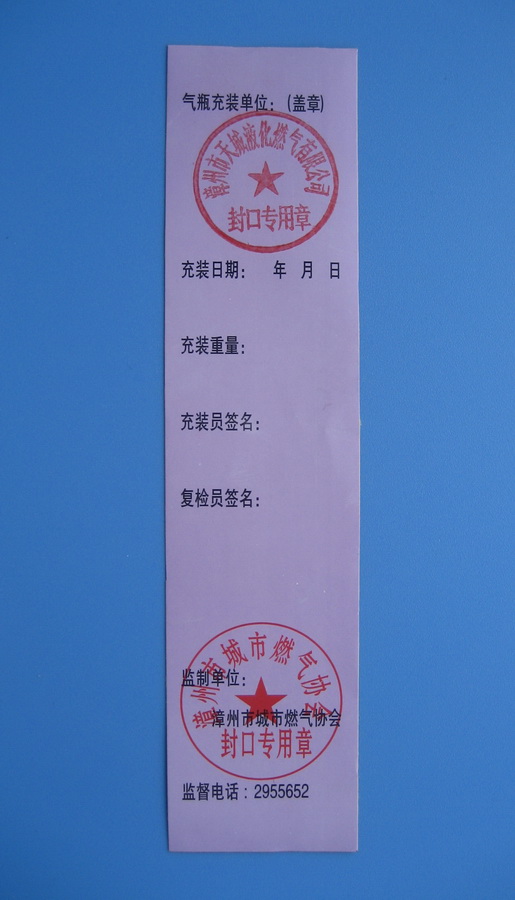 气瓶充装单位：(盖章)
漳州市天城液化燃气有限公司
封口专用章
充装日期：　年　月　日
充装重量：
充装员签名：
复检员签名：
漳州市城市燃气协会
监制单位：
漳州市城市燃气协会
封口专用章
监督电话：2955652